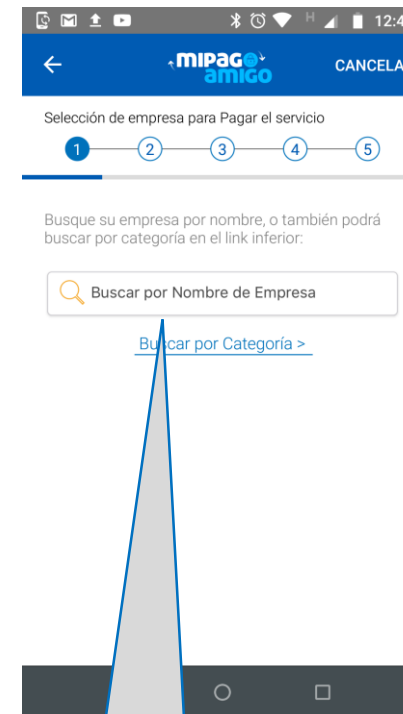 H 12:4
MIPAGO
amigo
CANCELA
Selección de empresa para Pagar el servicio
1 2 3 4 5
Busque su empresa por nombre, o también podrá
buscar por categoría en el link inferior:
Buscar por Nombre de Empresa
Buscar por Categoría >